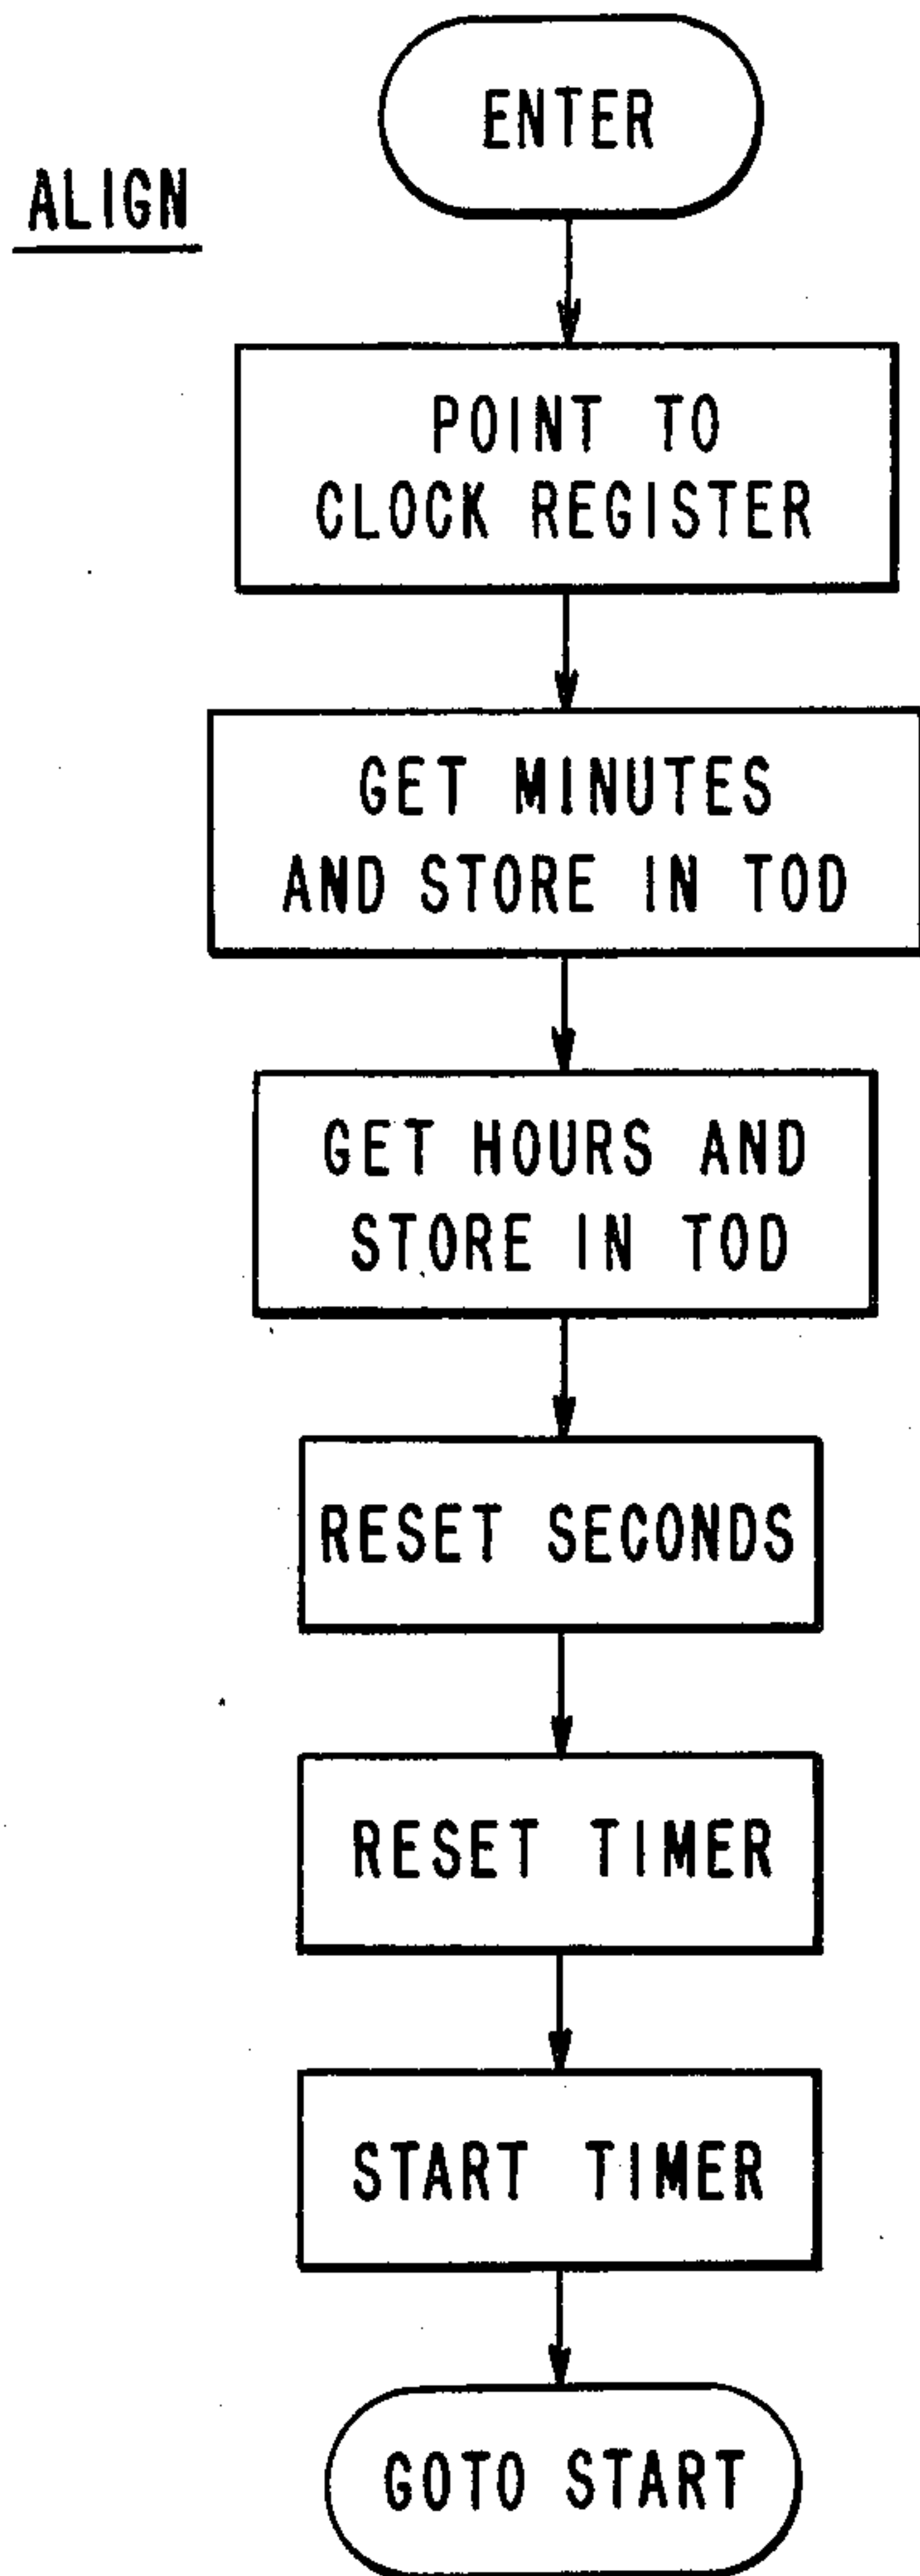 ENTER
ALIGN
POINT TO
CLOCK REGISTER
GET MINUTES
AND STORE IN TOD
GET HOURS AND
STORE IN TOD
RESET SECONDS
RESET TIMER
START TIMER
GOTO START